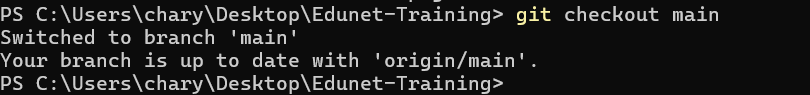 PS C:\Users\chary\Desktop\Edunet-Training> git checkout main
Switched to branch 'main'
Your branch is up to date with 'origin/main'.
PS C:\Users\chary\Desktop\Edunet-Training>